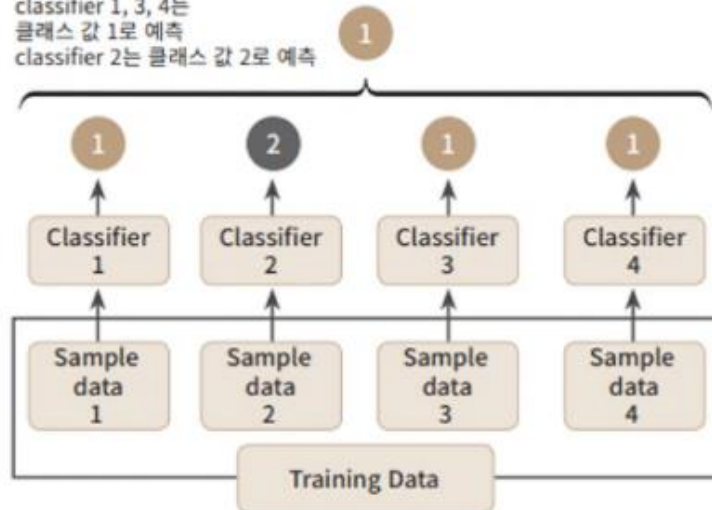 classifier 1, 3, 4는
클래스 값 1로 예측
classifier 2는 클래스 값 2로 예측
1
1
2
1
1
Classifier
1
Classifier
2
Classifier
3
Classifier
4
Sample
data
1
Sample
data
2
Sample
data
3
Sample
data
4
Training Data